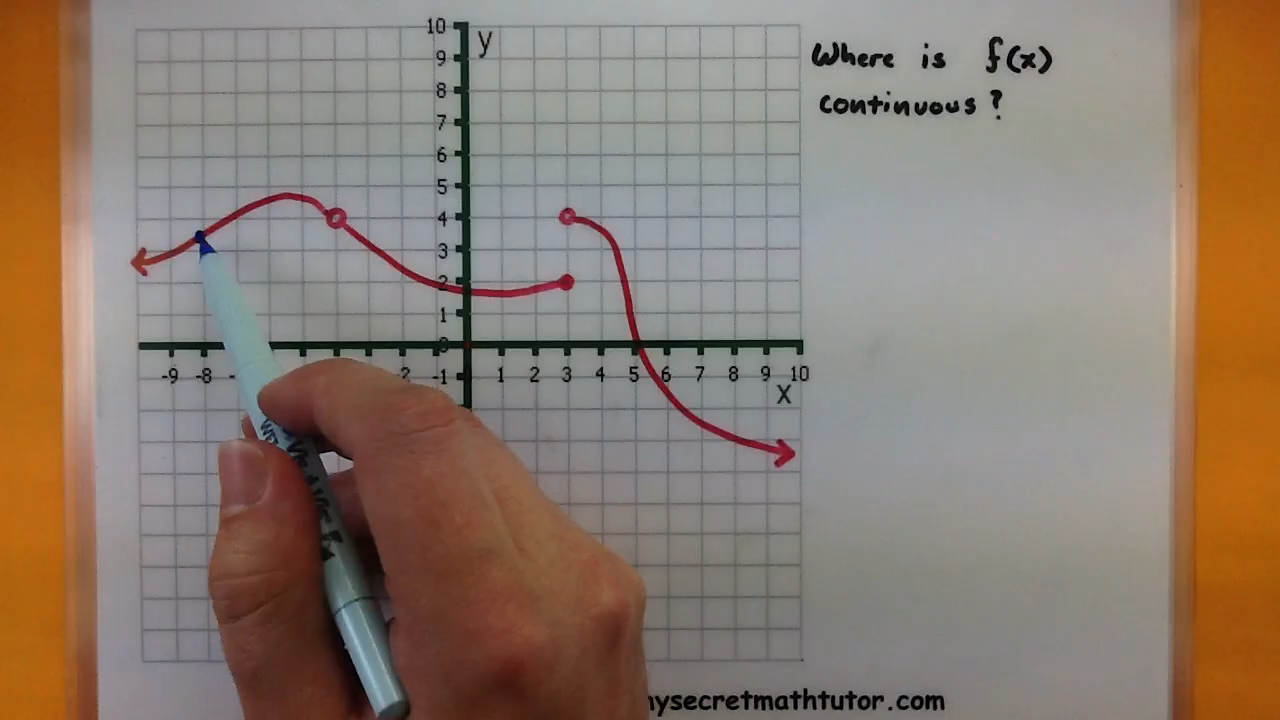 10
y
9
8
7
6
5
4
3
2
1
0
-9 -8 -2 -1 1 2 3 4 5 6 7 8 9 10
x
Where is f(x)
continuous?
mysecretmathtutor.com